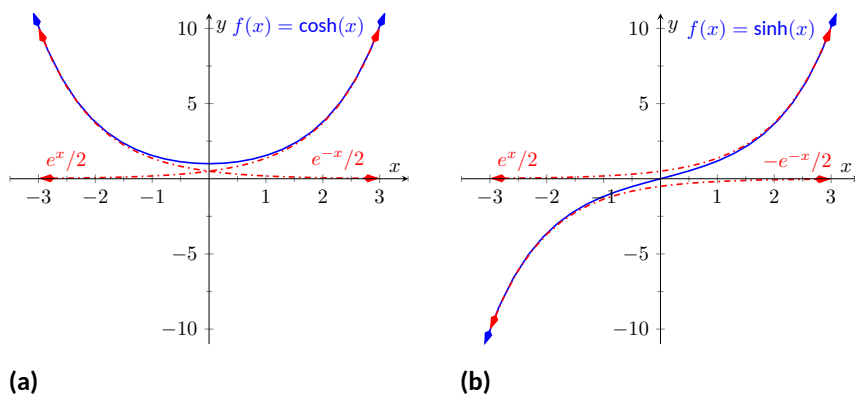 10
y f(x) = cosh(x)
5
e^x/2
e^{-x}/2
x
−3 −2 −1 1 2 3
−5
−10
(a)
10
y f(x) = sinh(x)
5
e^x/2
−e^{-x}/2
x
−3 −2 −1 1 2 3
−5
−10
(b)